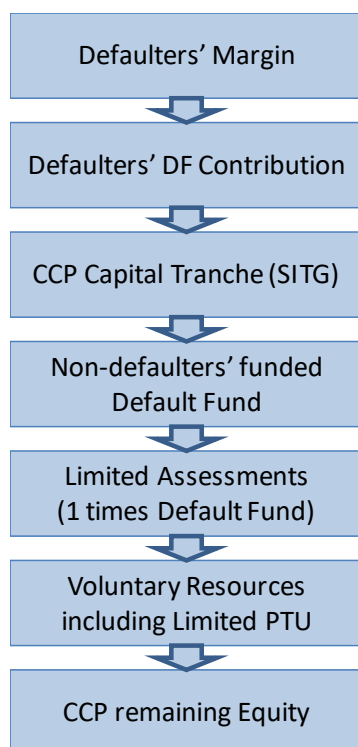 Defaulters’ Margin
Defaulters’ DF Contribution
CCP Capital Tranche (SITG)
Non-defaulters’ funded
Default Fund
Limited Assessments
(1 times Default Fund)
Voluntary Resources
including Limited PTU
CCP remaining Equity